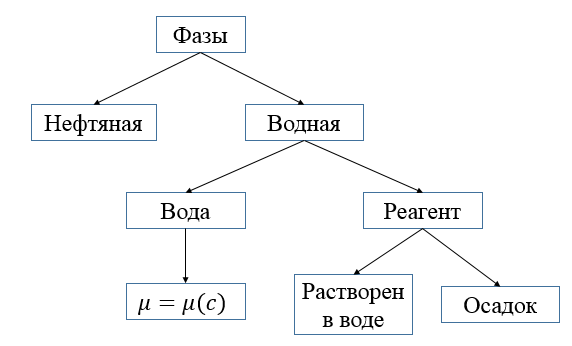 Фазы
Нефтяная
Водная
Вода
Реагент
μ = μ(c)
Растворен
в воде
Осадок